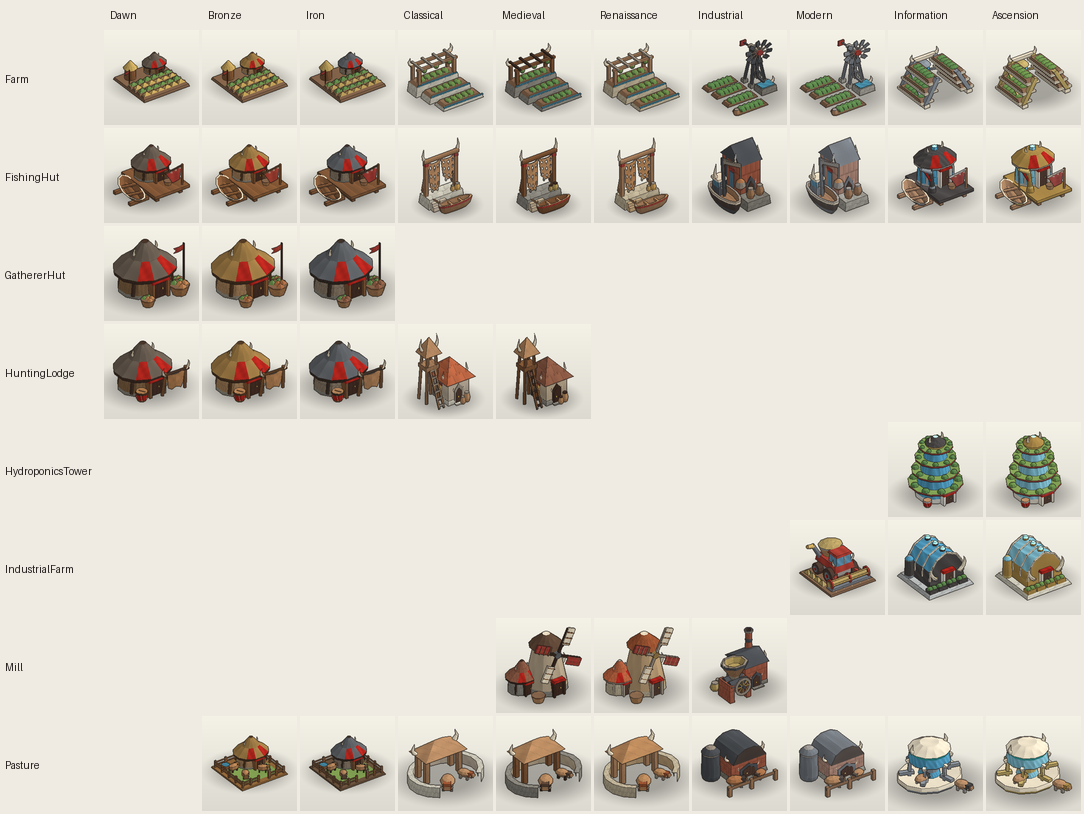 Dawn Bronze Iron Classical Medieval Renaissance Industrial Modern Information Ascension
Farm
FishingHut
GathererHut
HuntingLodge
HydroponicsTower
IndustrialFarm
Mill
Pasture